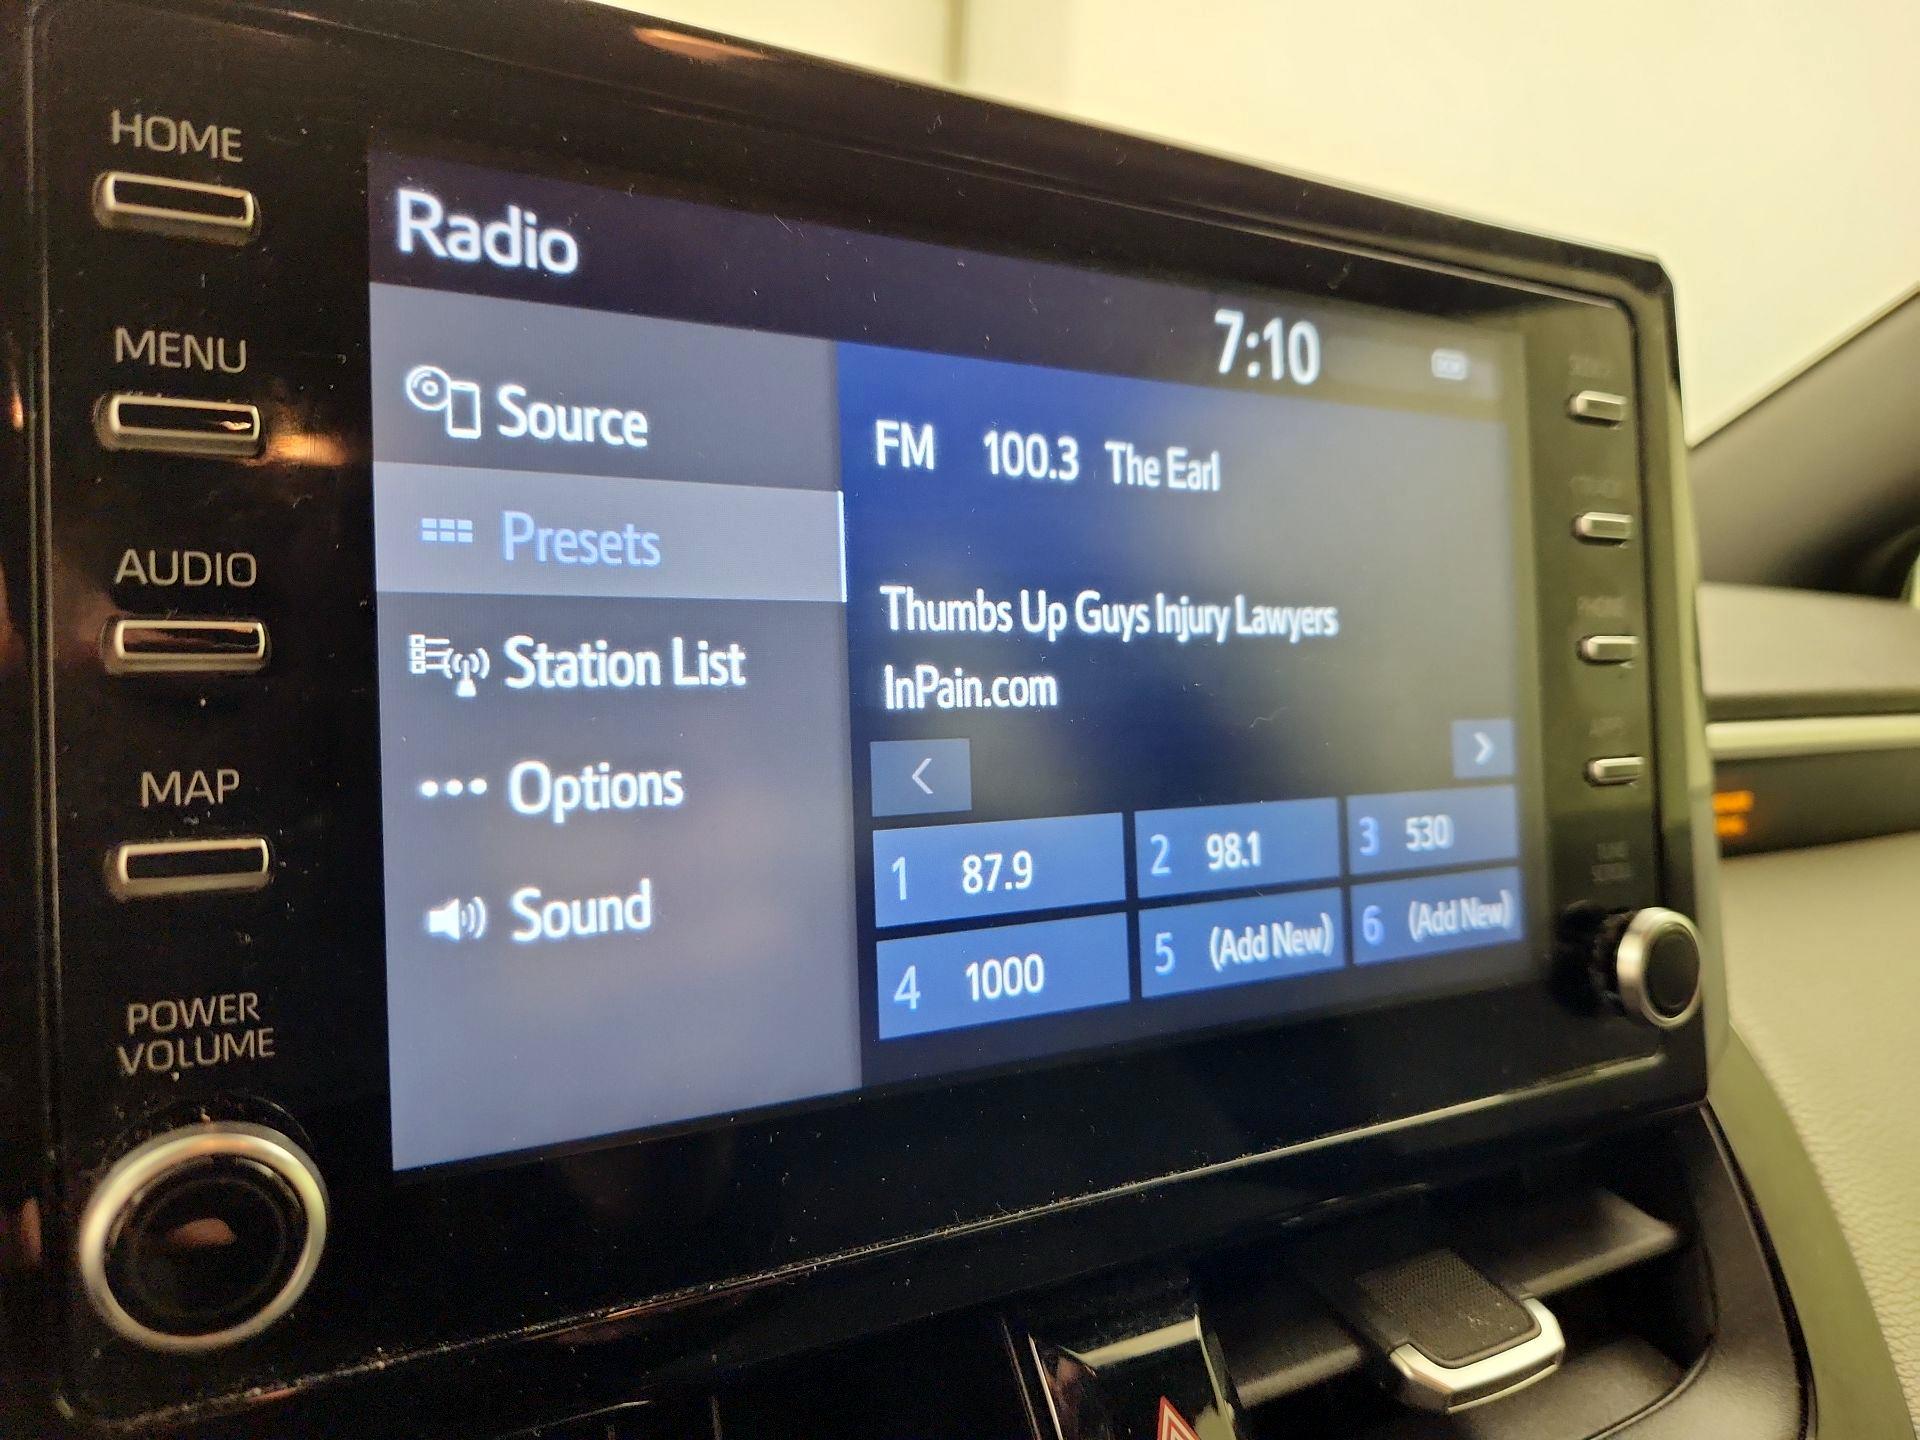 HOME
MENU
AUDIO
MAP
POWER
VOLUME
Radio
7:10
Source
Presets
Station List
Options
Sound
FM 100.3 The Earl
Thumbs Up Guys Injury Lawyers
InPain.com
1 87.9
2 98.1
3 530
4 1000
5 (Add New)
6 (Add New)